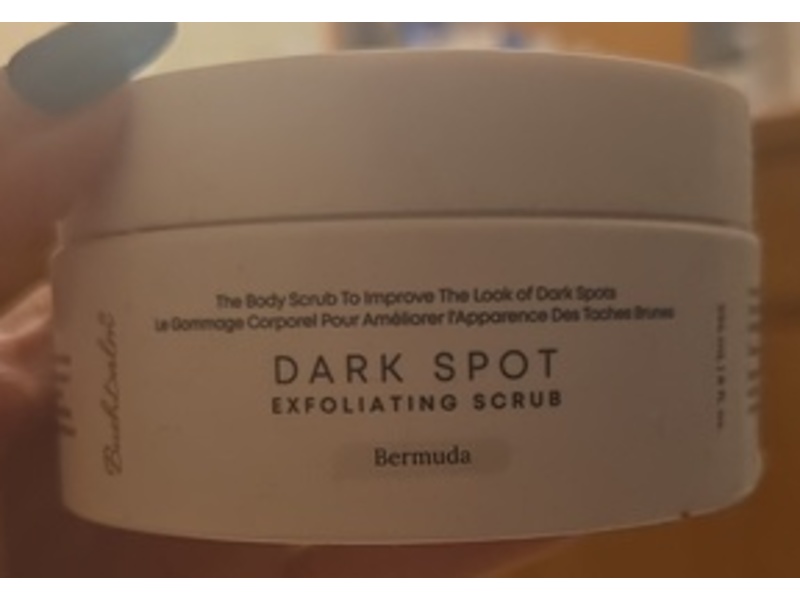 The Body Scrub To Improve The Look of Dark Spots
Le Gommage Corporel Pour Améliorer l'Apparence Des Taches Brunes
DARK SPOT
EXFOLIATING SCRUB
Bermuda
Bushbalm